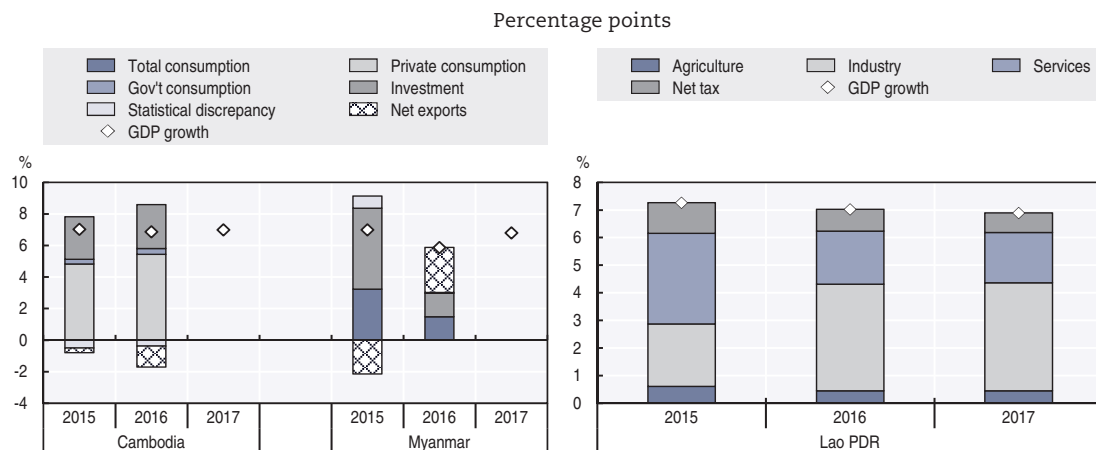 Percentage points
Total consumption
Private consumption
Gov't consumption
Investment
Statistical discrepancy
Net exports
GDP growth
Agriculture
Industry
Services
Net tax
GDP growth
%
10
8
6
4
2
0
-2
-4
2015 2016 2017 2015 2016 2017
Cambodia Myanmar
%
8
7
6
5
4
3
2
1
0
2015 2016 2017
Lao PDR